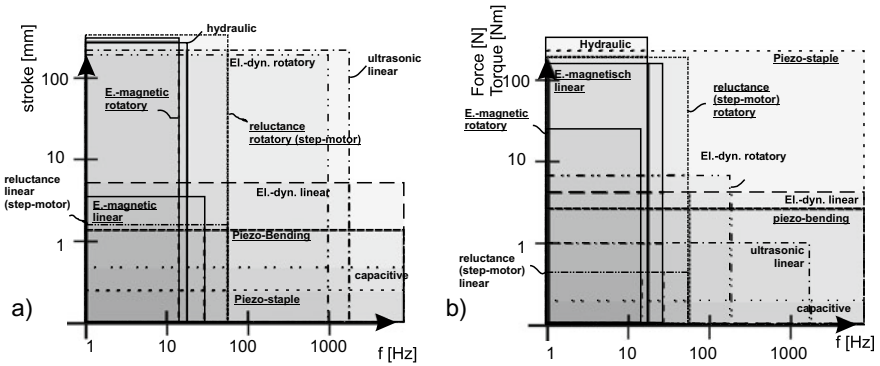 stroke [mm]
100
10
1
hydraulic
El.-dyn. rotatory
ultrasonic
linear
E.-magnetic
rotatory
reluctance
rotatory (step-motor)
reluctance
linear
(step-motor)
El.-dyn. linear
E.-magnetic
linear
Piezo-Bending
capacitive
Piezo-staple
a)
1
10
100
1000
f [Hz]
Force [N]
Torque [Nm]
100
10
1
Hydraulic
Piezo-staple
E.-magnetisch
linear
reluctance
(step-motor)
rotatory
E.-magnetic
rotatory
El.-dyn. rotatory
El.-dyn. linear
piezo-bending
ultrasonic
linear
reluctance
(step-motor)
linear
capacitive
b)
1
10
100
1000
f [Hz]